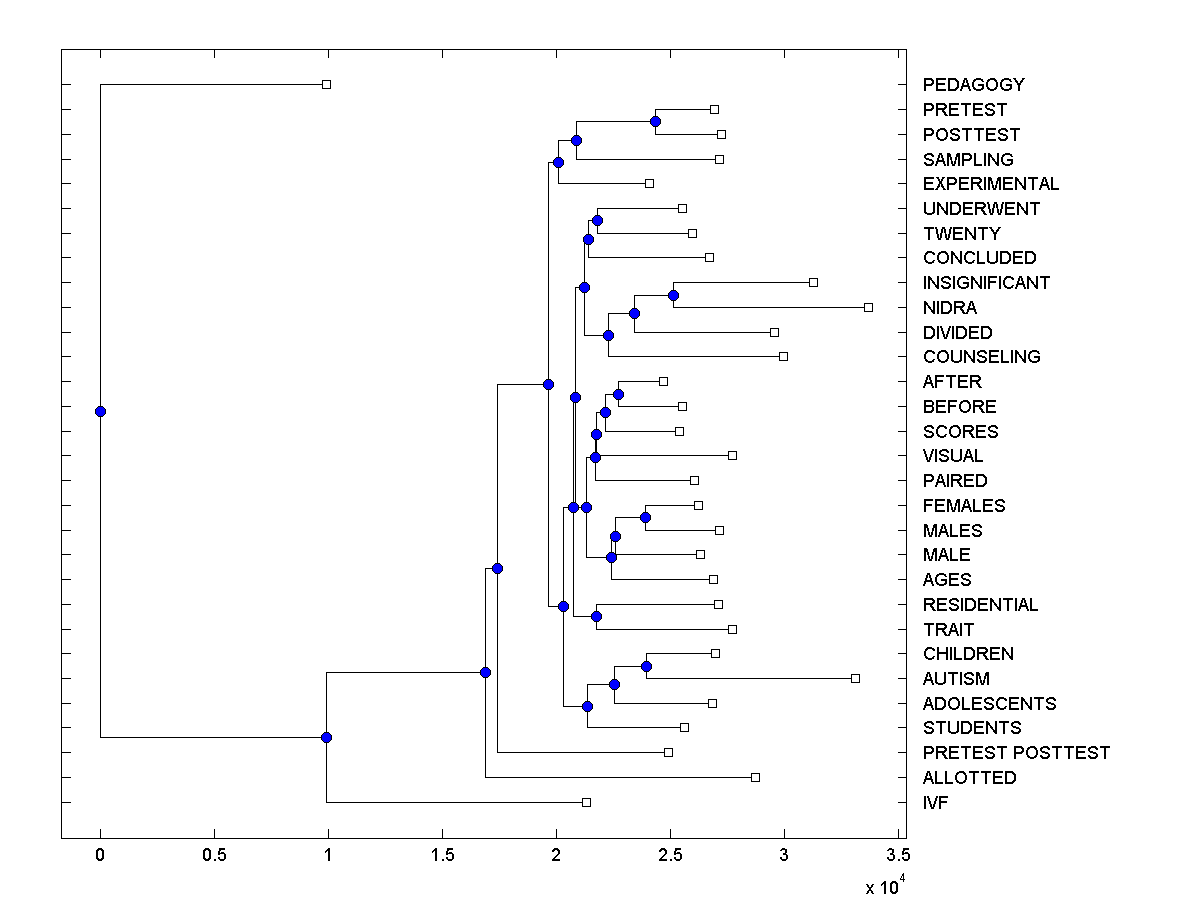 PEDAGOGY
PRETEST
POSTTEST
SAMPLING
EXPERIMENTAL
UNDERWENT
TWENTY
CONCLUDED
INSIGNIFICANT
NIDRA
DIVIDED
COUNSELING
AFTER
BEFORE
SCORES
VISUAL
PAIRED
FEMALES
MALES
MALE
AGES
RESIDENTIAL
TRAIT
CHILDREN
AUTISM
ADOLESCENTS
STUDENTS
PRETEST POSTTEST
ALLOTTED
IVF
0 0.5 1 1.5 2 2.5 3 3.5
x 10^4